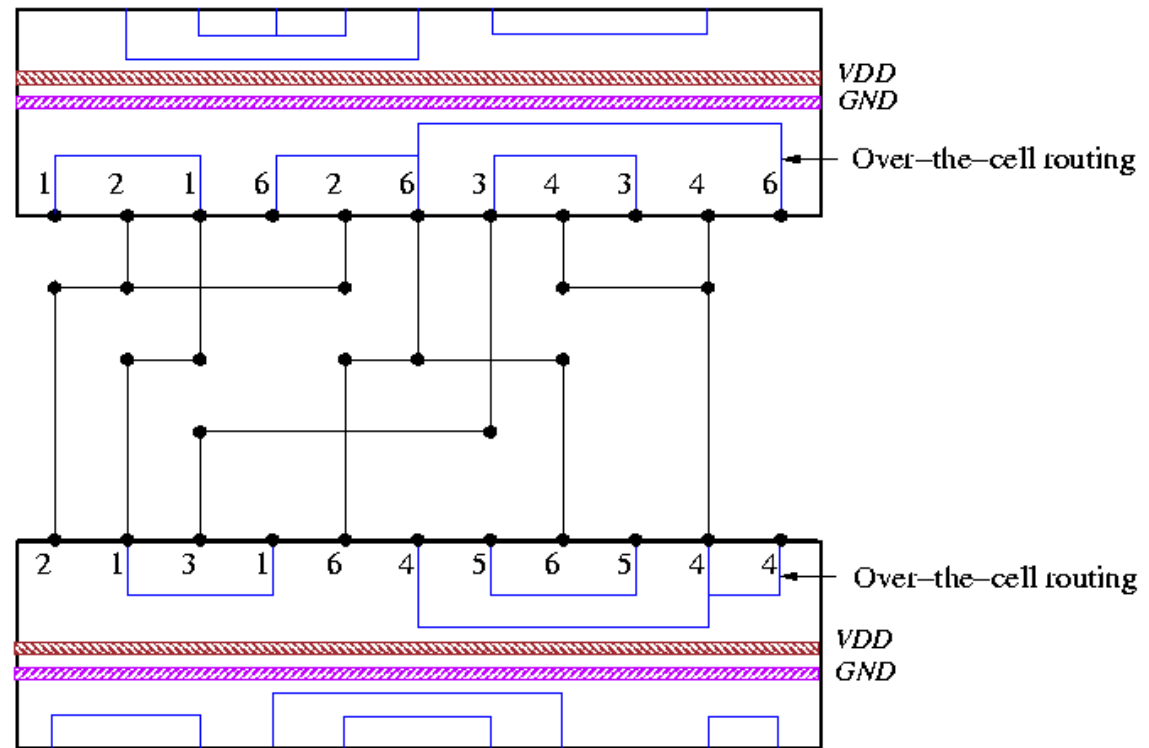 VDD
GND
Over–the–cell routing
1 2 1 6 2 6 3 4 3 4 6
2 1 3 1 6 4 5 6 5 4 4
Over–the–cell routing
VDD
GND